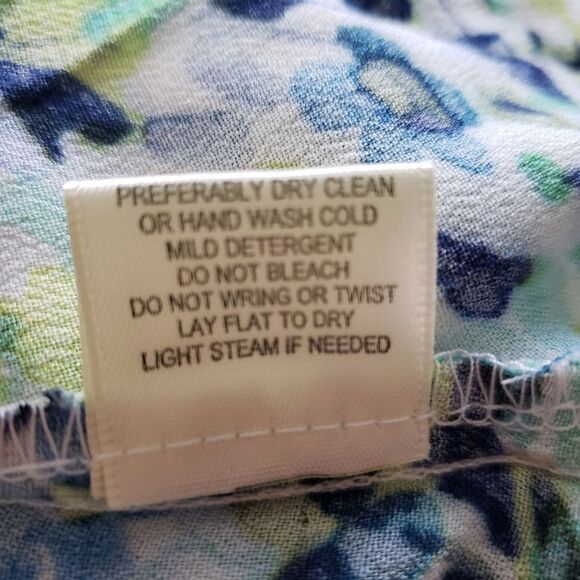 PREFERABLY DRY CLEAN
OR HAND WASH COLD
MILD DETERGENT
DO NOT BLEACH
DO NOT WRING OR TWIST
LAY FLAT TO DRY
LIGHT STEAM IF NEEDED